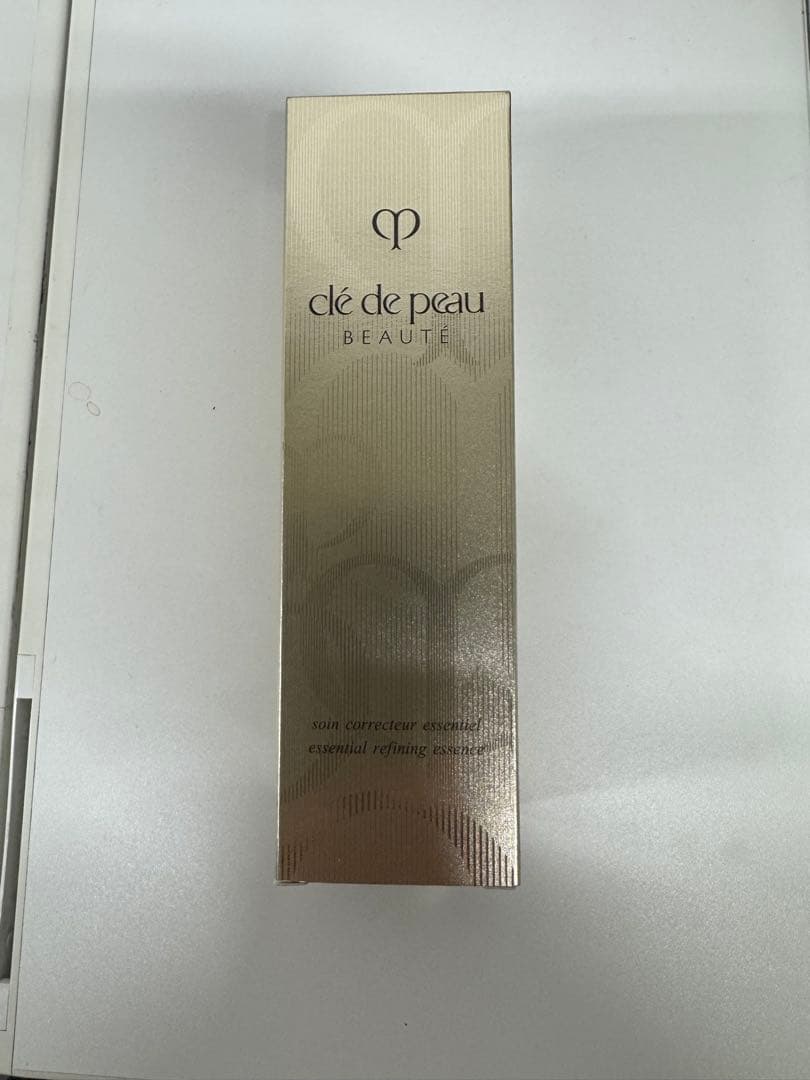 clé de peau
BEAUTÉ
soin correcteur essentiel
essential refining essence